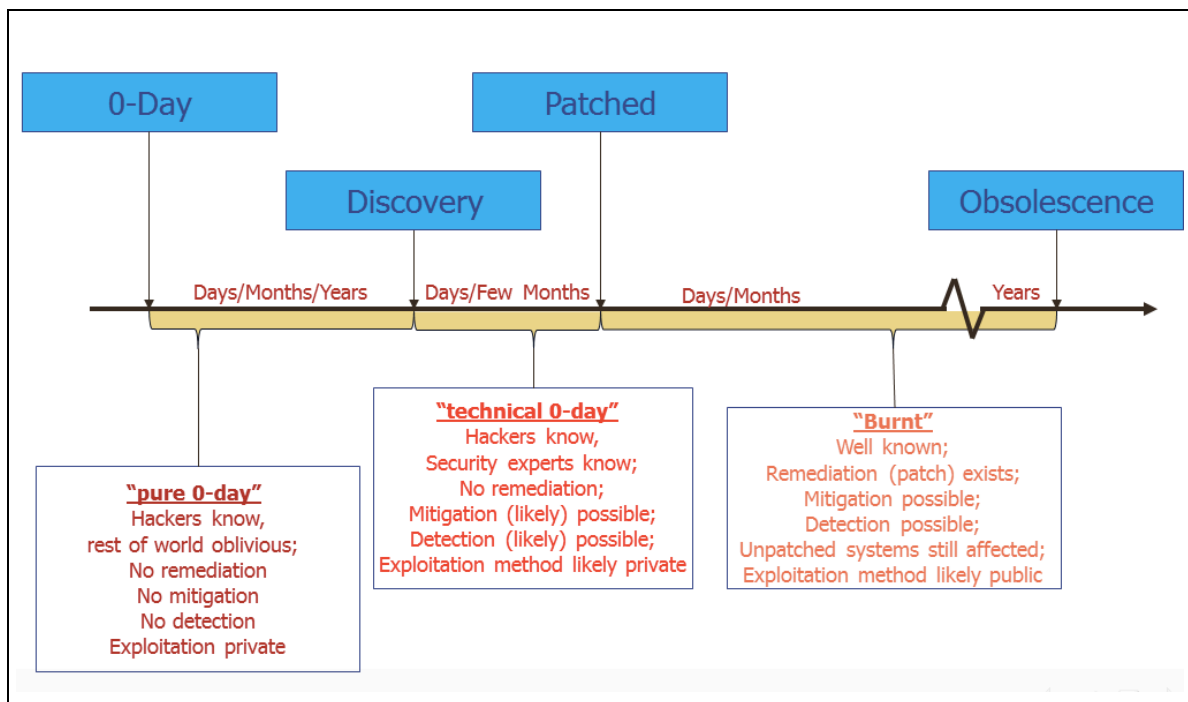 0-Day
Patched
Discovery
Obsolescence
Days/Months/Years
Days/Few Months
Days/Months
Years
"pure 0-day"
Hackers know,
rest of world oblivious;
No remediation
No mitigation
No detection
Exploitation private
"technical 0-day"
Hackers know,
Security experts know;
No remediation;
Mitigation (likely) possible;
Detection (likely) possible;
Exploitation method likely private
"Burnt"
Well known;
Remediation (patch) exists;
Mitigation possible;
Detection possible;
Unpatched systems still affected;
Exploitation method likely public